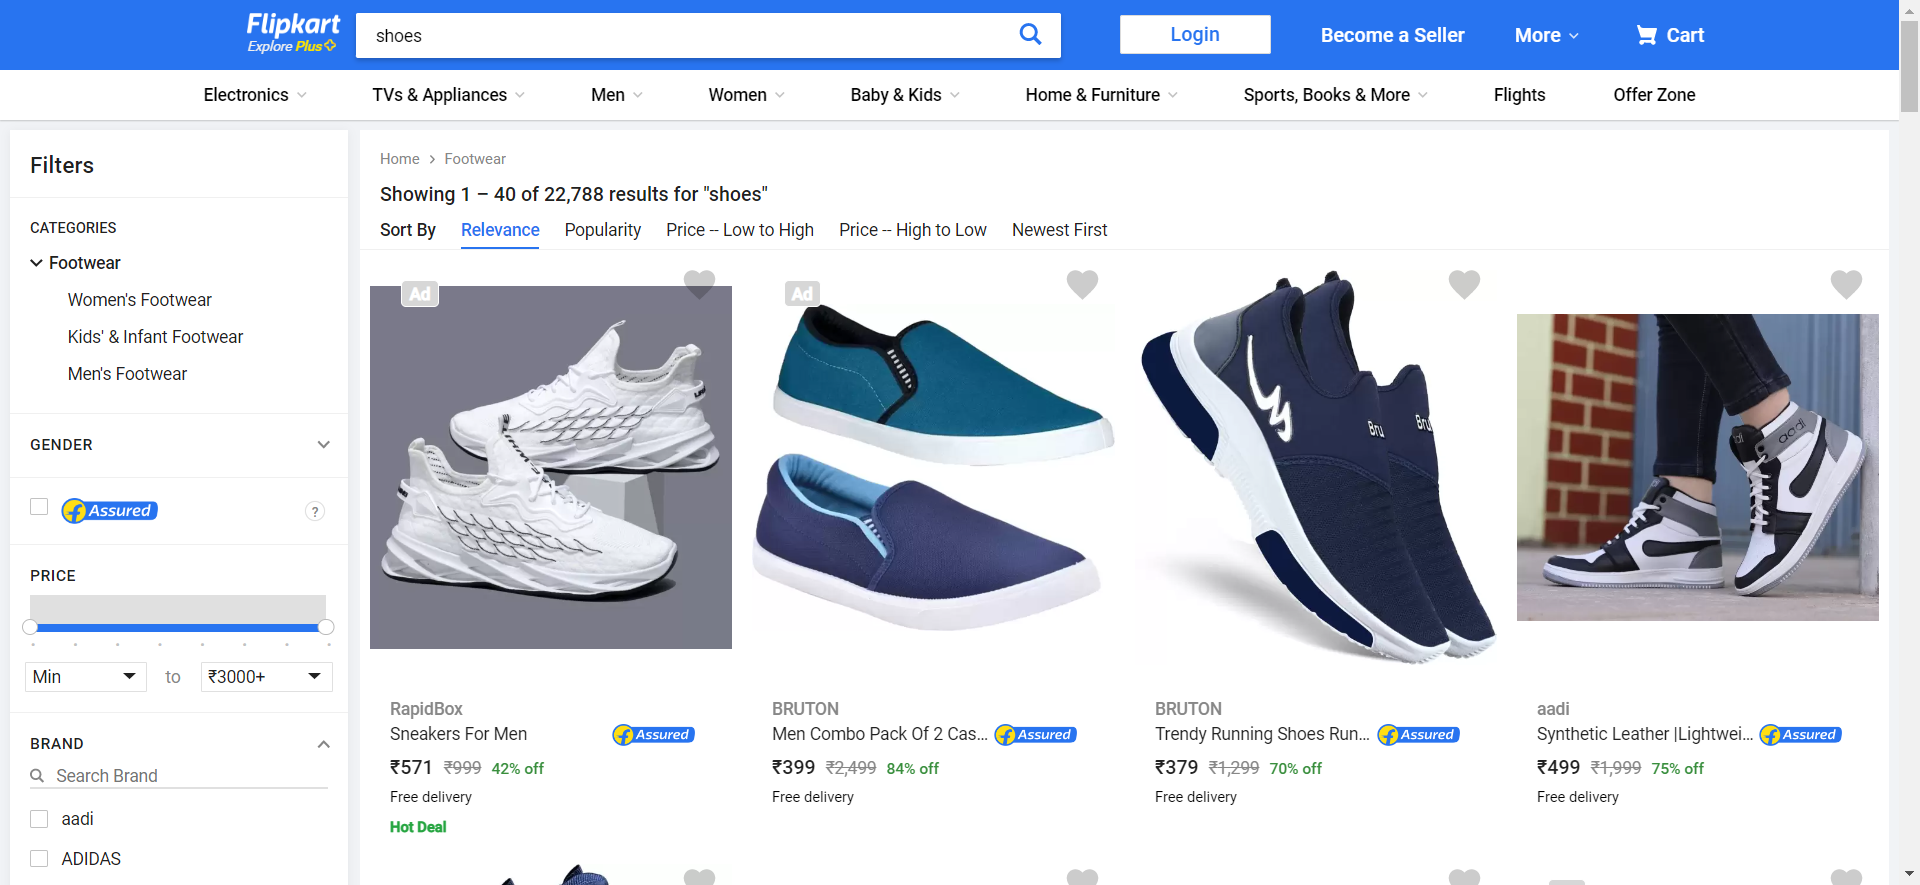 Flipkart
Explore Plus
shoes
Login
Become a Seller
More
Cart
Electronics
TVs & Appliances
Men
Women
Baby & Kids
Home & Furniture
Sports, Books & More
Flights
Offer Zone
Filters
CATEGORIES
Footwear
Women's Footwear
Kids' & Infant Footwear
Men's Footwear
GENDER
Assured
?
PRICE
Min
to
₹3000+
BRAND
Search Brand
aadi
ADIDAS
Home
Footwear
Showing 1 – 40 of 22,788 results for "shoes"
Sort By
Relevance
Popularity
Price -- Low to High
Price -- High to Low
Newest First
Ad
RapidBox
Sneakers For Men
Assured
₹571 ₹999 42% off
Free delivery
Hot Deal
Ad
BRUTON
Men Combo Pack Of 2 Cas...
Assured
₹399 ₹2,499 84% off
Free delivery
Bru
Bru
BRUTON
Trendy Running Shoes Run...
Assured
₹379 ₹1,299 70% off
Free delivery
aadi
aadi
Synthetic Leather |Lightwei...
Assured
₹499 ₹1,999 75% off
Free delivery